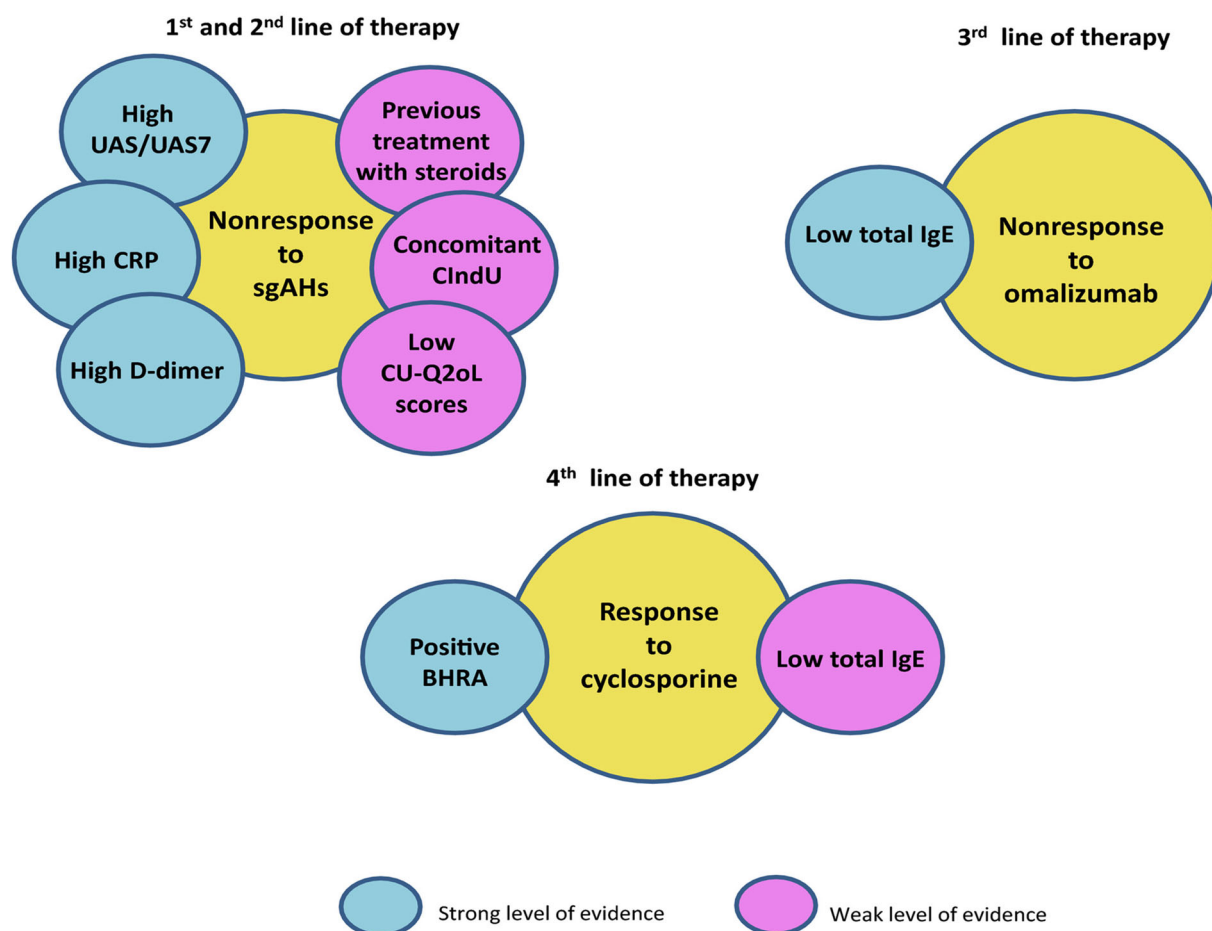 1st and 2nd line of therapy
High
UAS/UAS7
High CRP
High D-dimer
Nonresponse
to
sgAHs
Previous
treatment
with steroids
Concomitant
CIndU
Low
CU-Q2oL
scores
3rd line of therapy
Low total IgE
Nonresponse
to
omalizumab
4th line of therapy
Positive
BHRA
Response
to
cyclosporine
Low total IgE
Strong level of evidence
Weak level of evidence